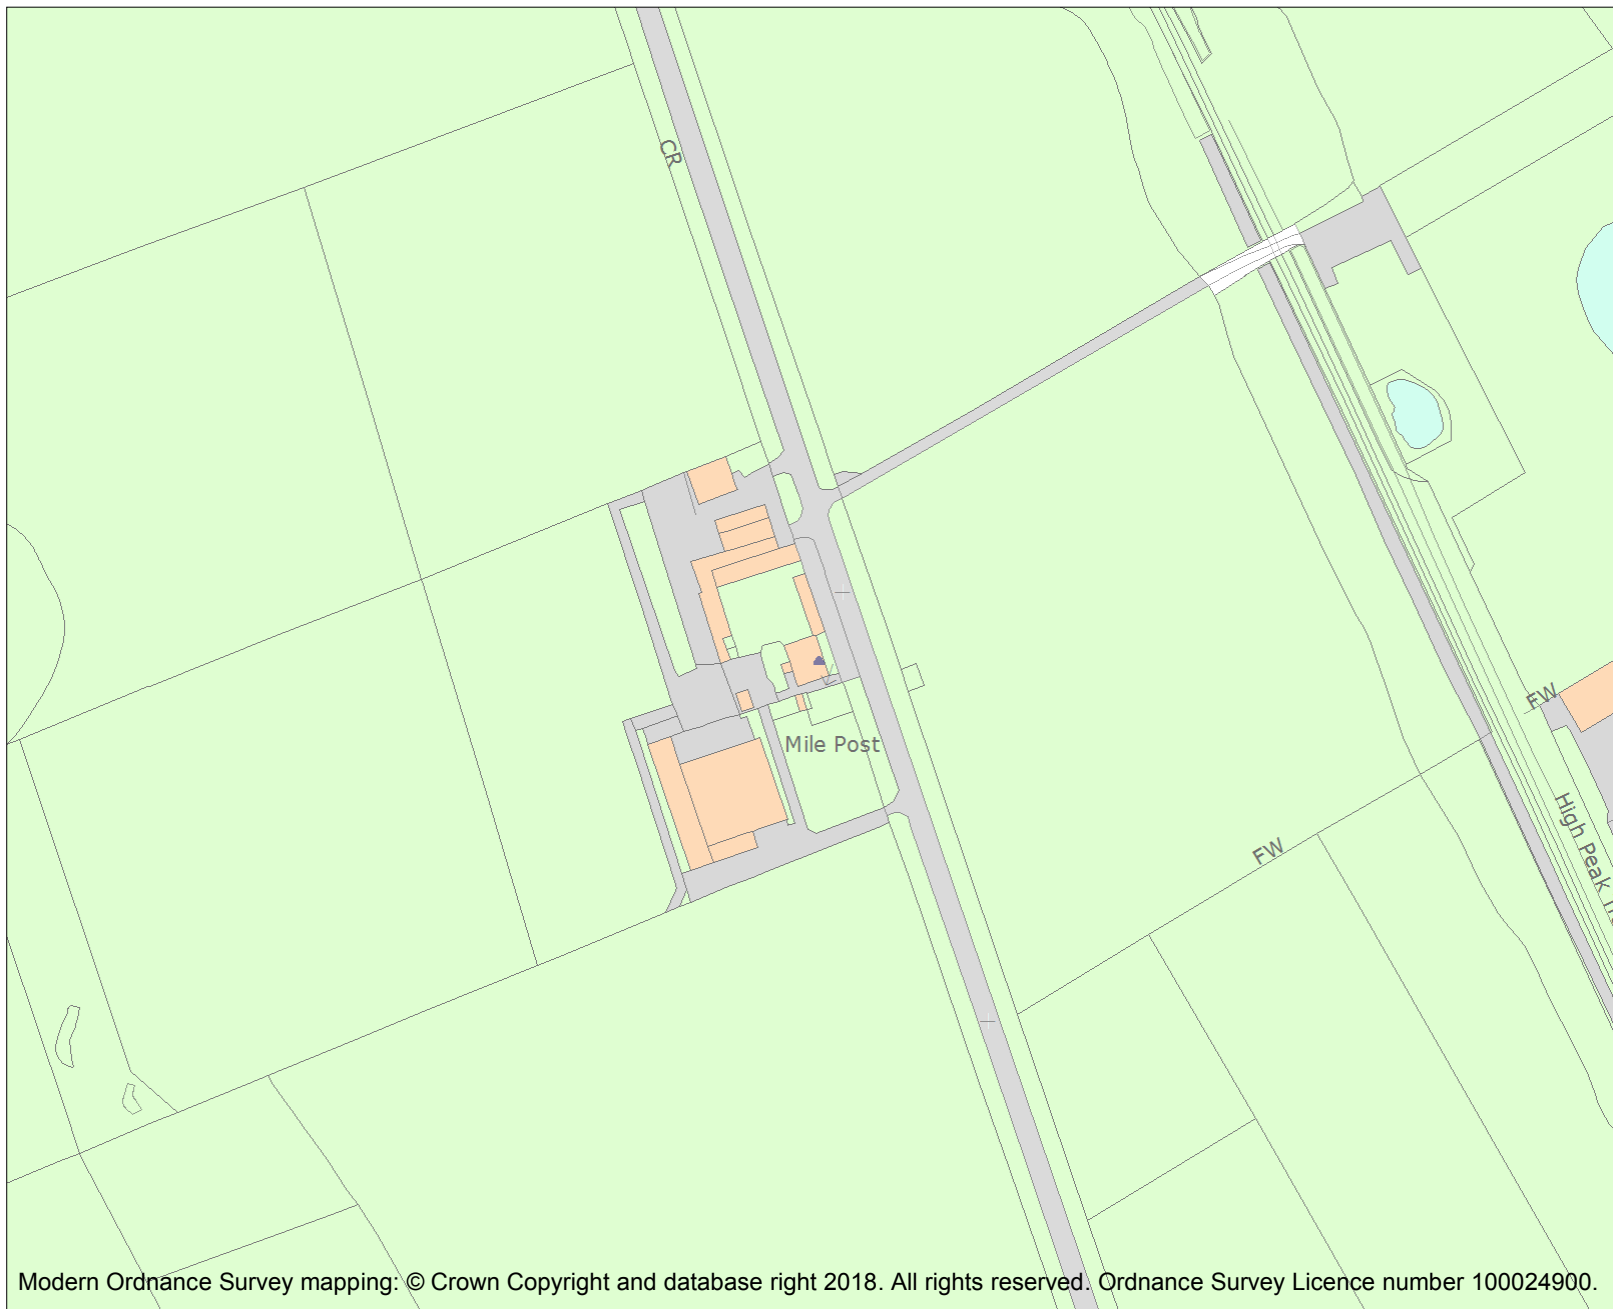 CR
Mile Post
FW
FW
High Peak
Modern Ordnance Survey mapping: © Crown Copyright and database right 2018. All rights reserved. Ordnance Survey Licence number 100024900.